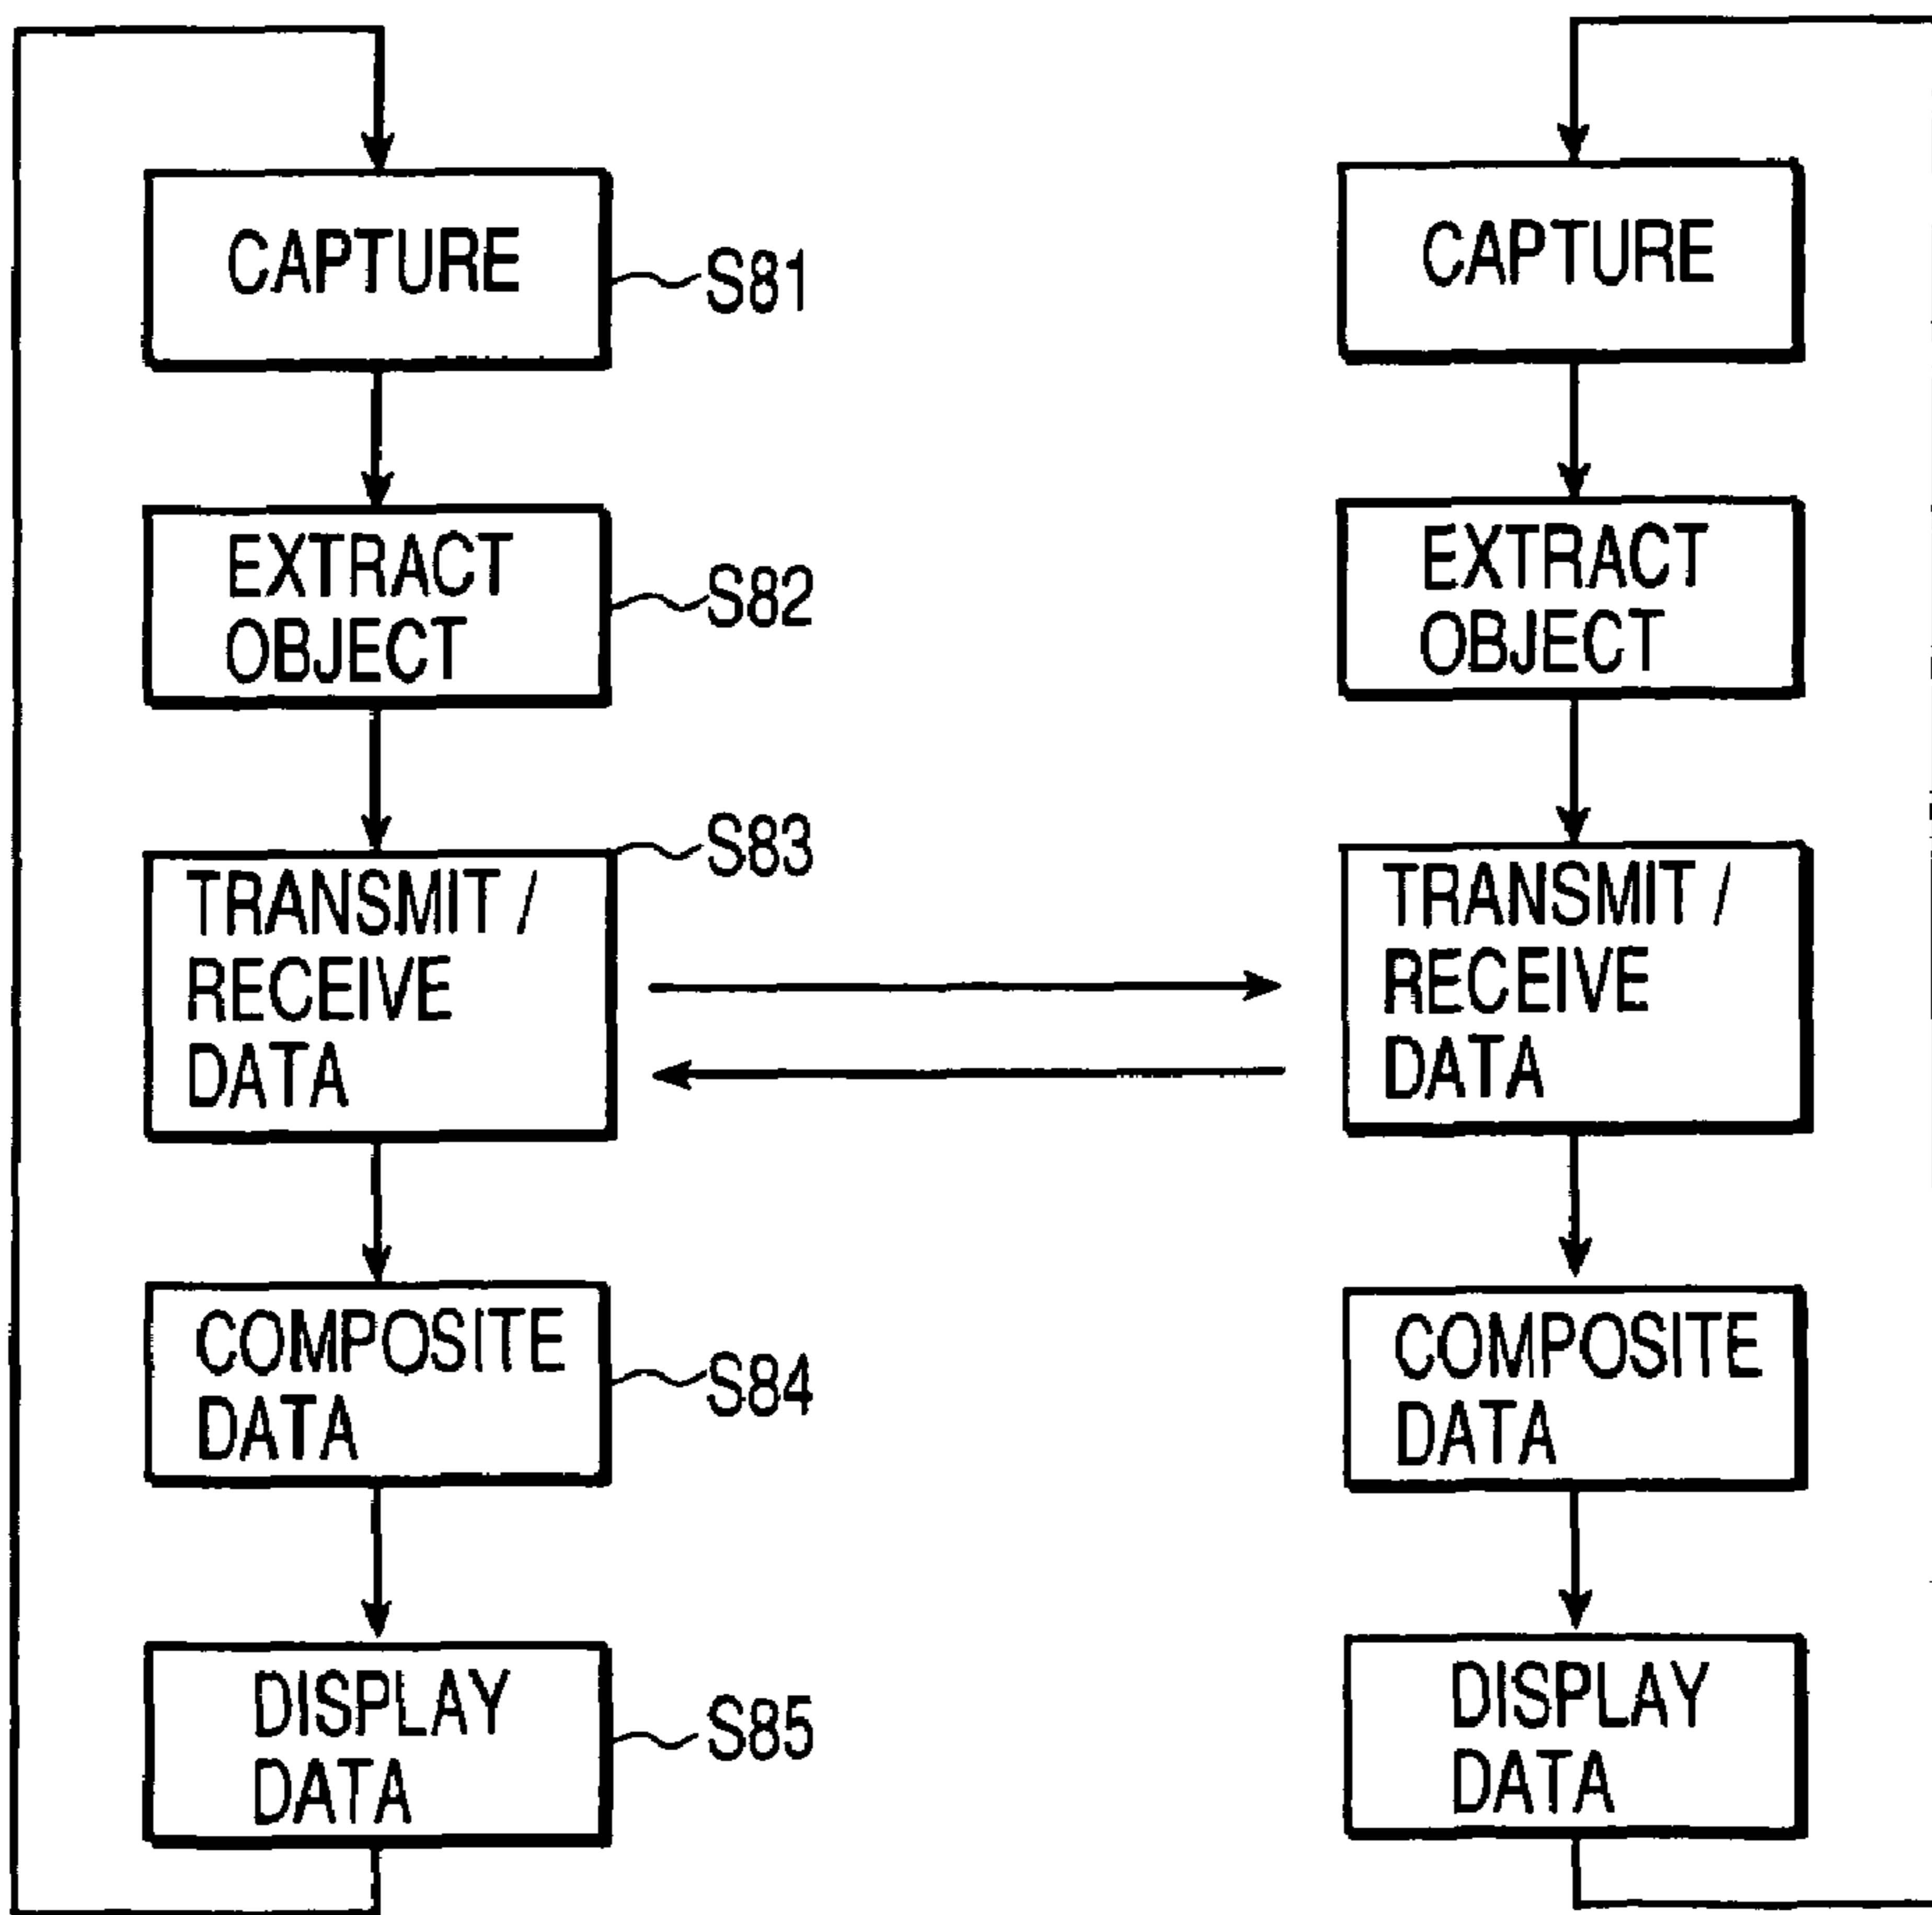 CAPTURE
S81
EXTRACT
OBJECT
S82
S83
TRANSMIT /
RECEIVE
DATA
COMPOSITE
DATA
S84
DISPLAY
DATA
S85
CAPTURE
EXTRACT
OBJECT
TRANSMIT /
RECEIVE
DATA
COMPOSITE
DATA
DISPLAY
DATA